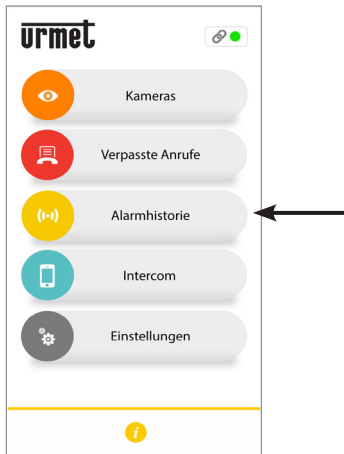 urmet
Kameras
Verpasste Anrufe
Alarmhistorie
Intercom
Einstellungen
i